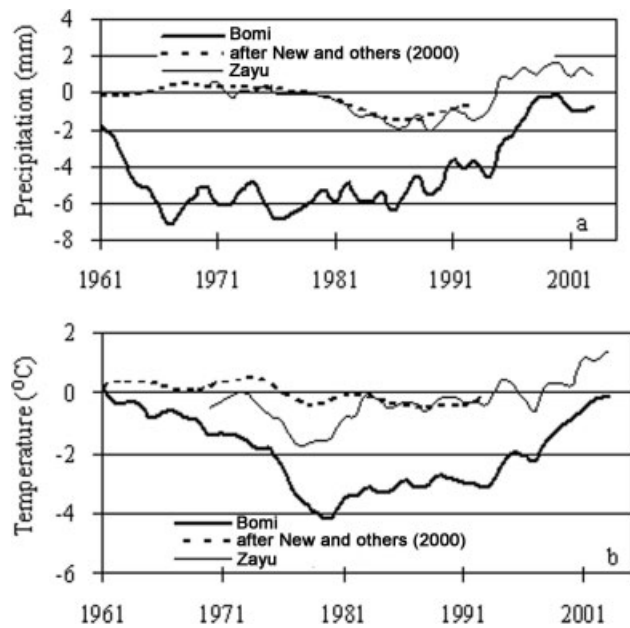 Precipitation (mm)
4
2
0
-2
-4
-6
-8
Bomi
after New and others (2000)
Zayu
a
1961 1971 1981 1991 2001
Temperature (⁰C)
2
0
-2
-4
-6
Bomi
after New and others (2000)
Zayu
b
1961 1971 1981 1991 2001